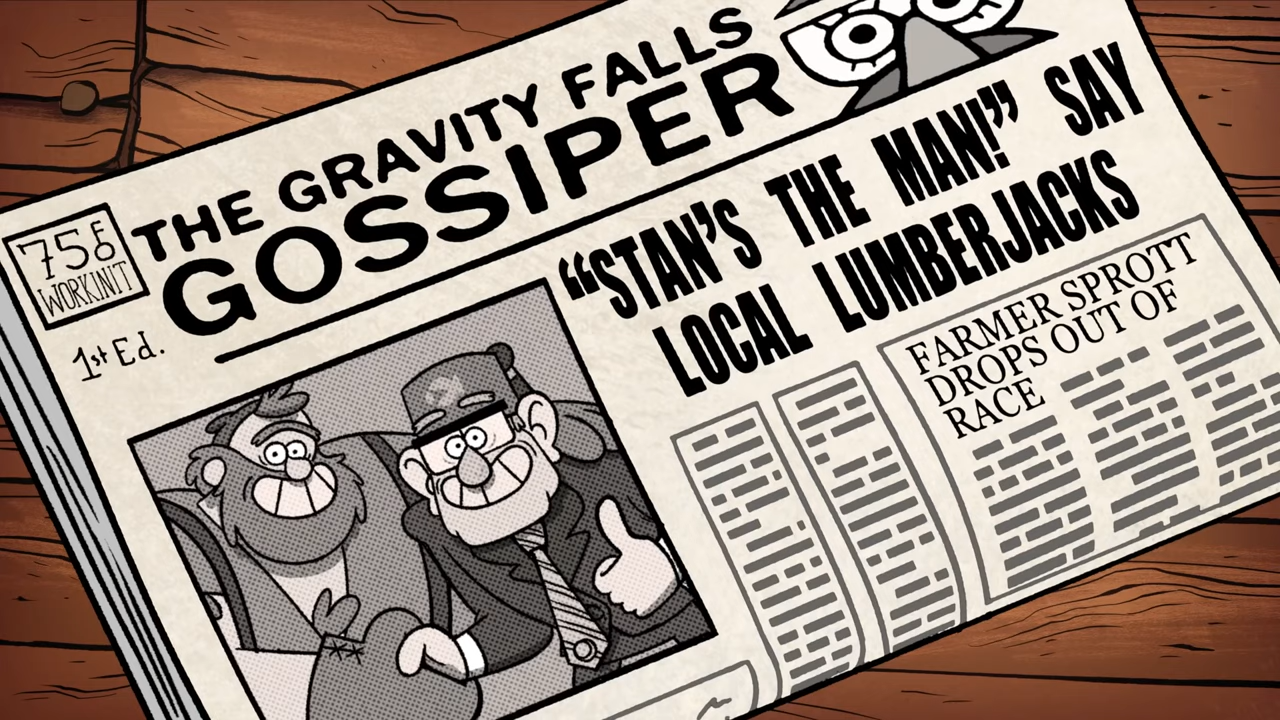 THE GRAVITY FALLS
GOSSIPER
75¢
WORKINIT
1st Ed.
"STAN'S THE MAN!" SAY
LOCAL LUMBERJACKS
FARMER SPROTT
DROPS OUT OF
RACE